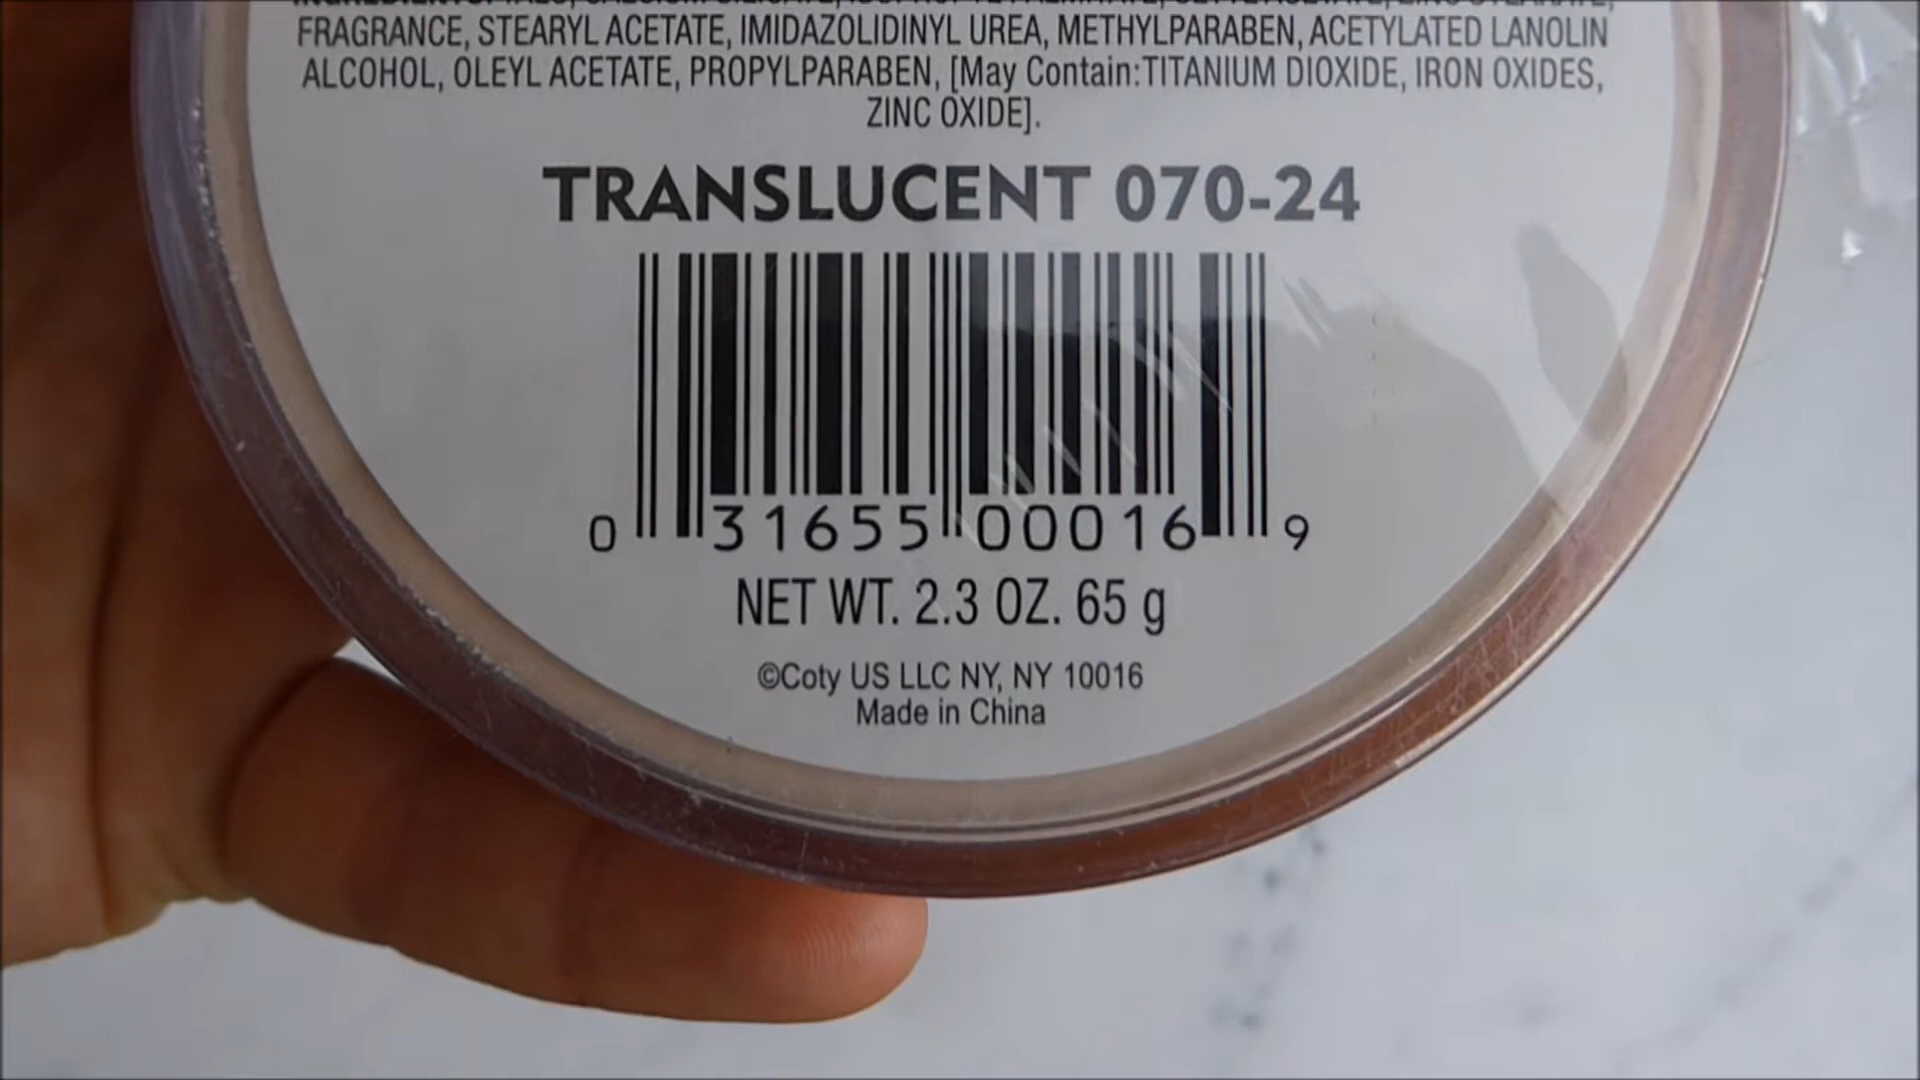 FRAGRANCE, STEARYL ACETATE, IMIDAZOLIDINYL UREA, METHYLPARABEN, ACETYLATED LANOLIN
ALCOHOL, OLEYL ACETATE, PROPYLPARABEN, [May Contain:TITANIUM DIOXIDE, IRON OXIDES,
ZINC OXIDE].
TRANSLUCENT 070-24
0 31655 00016 9
NET WT. 2.3 OZ. 65 g
©Coty US LLC NY, NY 10016
Made in China